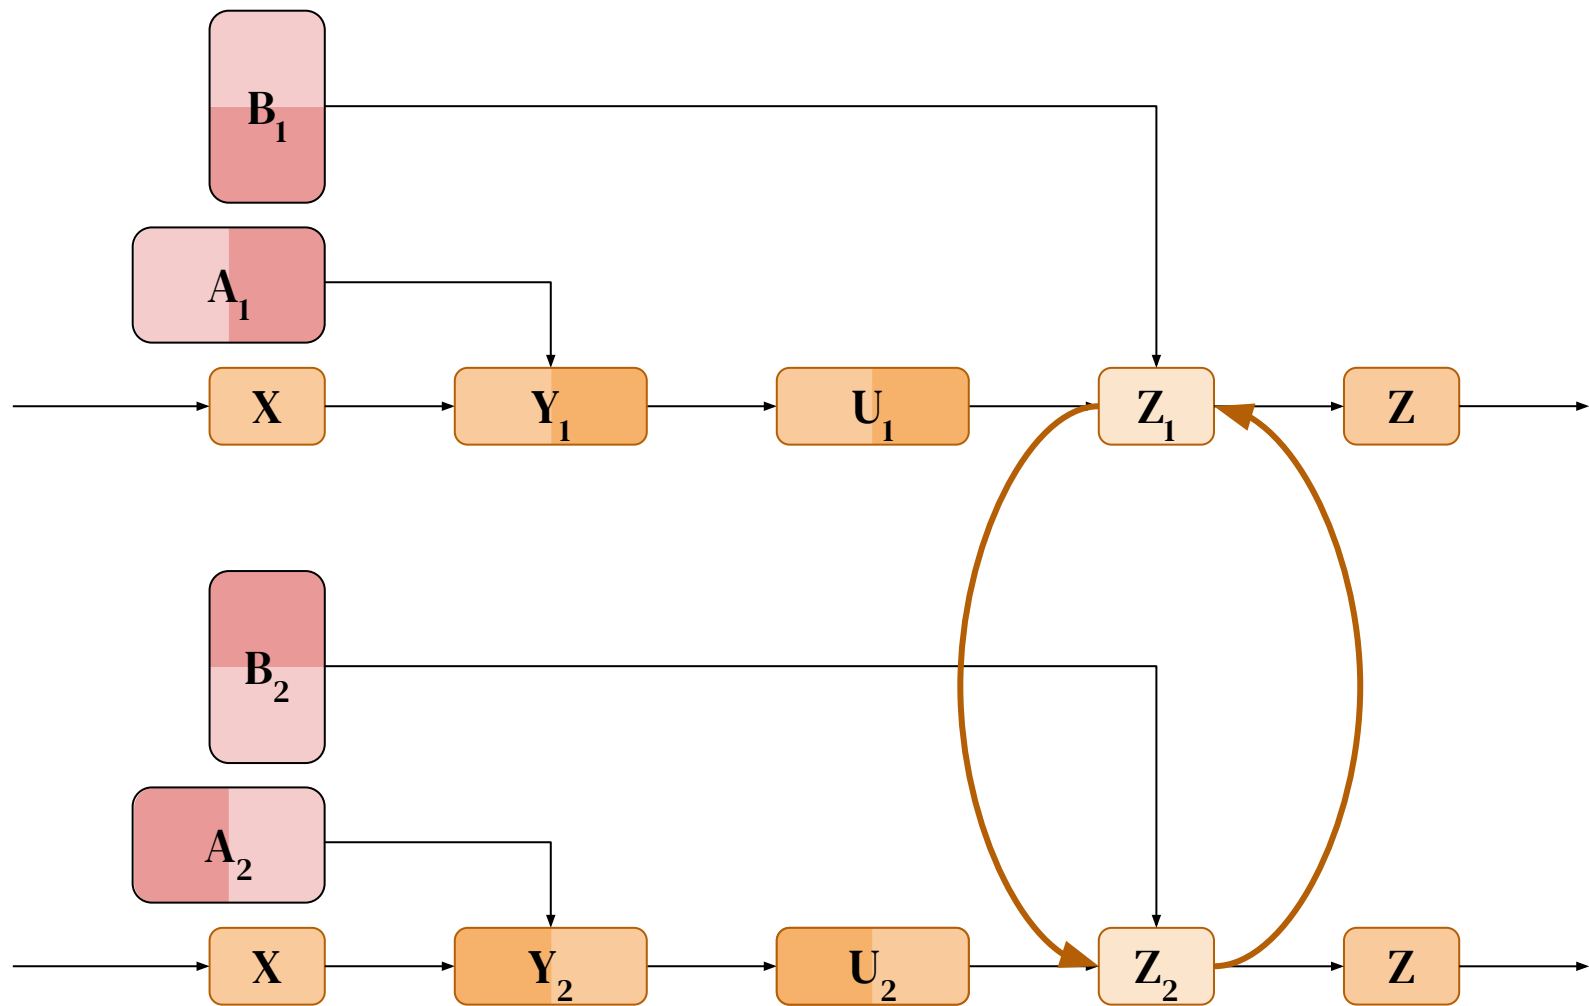 B₁
A₁
X Y₁ U₁ Z₁ Z
B₂
A₂
X Y₂ U₂ Z₂ Z